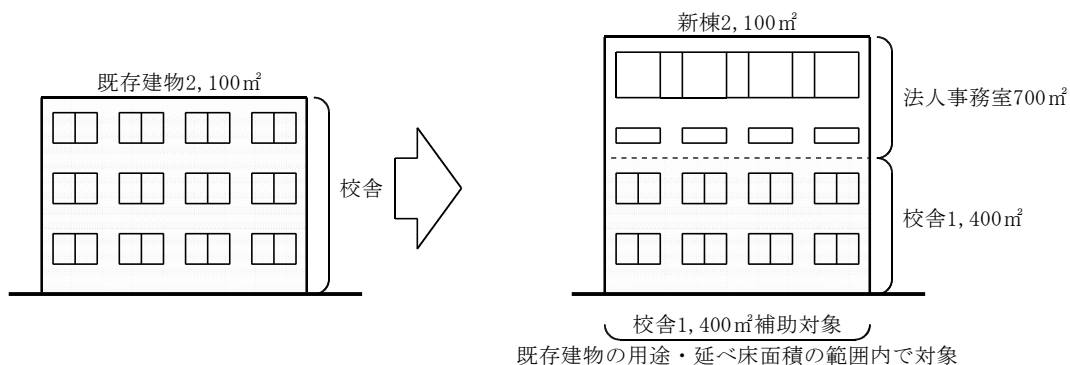 既存建物2,100㎡
校舎
新棟2,100㎡
法人事務室700㎡
校舎1,400㎡
校舎1,400㎡補助対象
既存建物の用途・延べ床面積の範囲内で対象